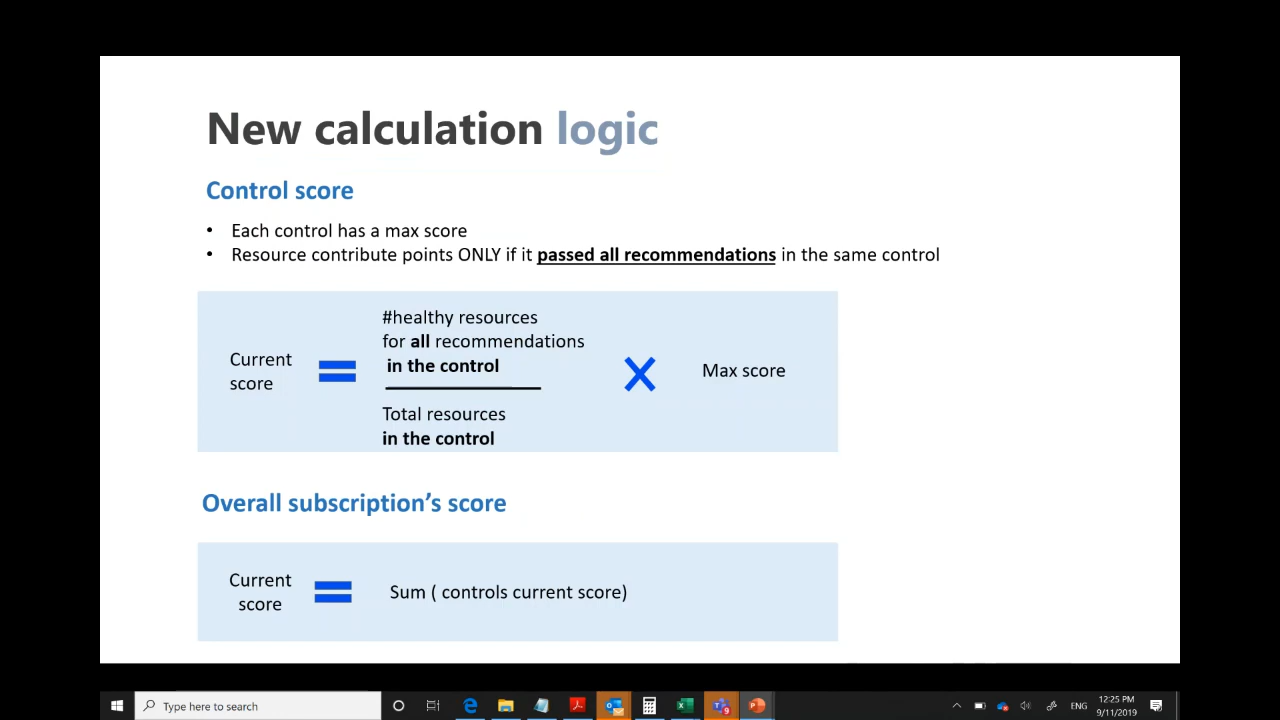 New calculation logic
Control score
• Each control has a max score
• Resource contribute points ONLY if it passed all recommendations in the same control
Current
score
#healthy resources
for all recommendations
in the control
Total resources
in the control
Max score
Overall subscription's score
Current
score
Sum ( controls current score)
Type here to search
ENG
12:25 PM
9/11/2019